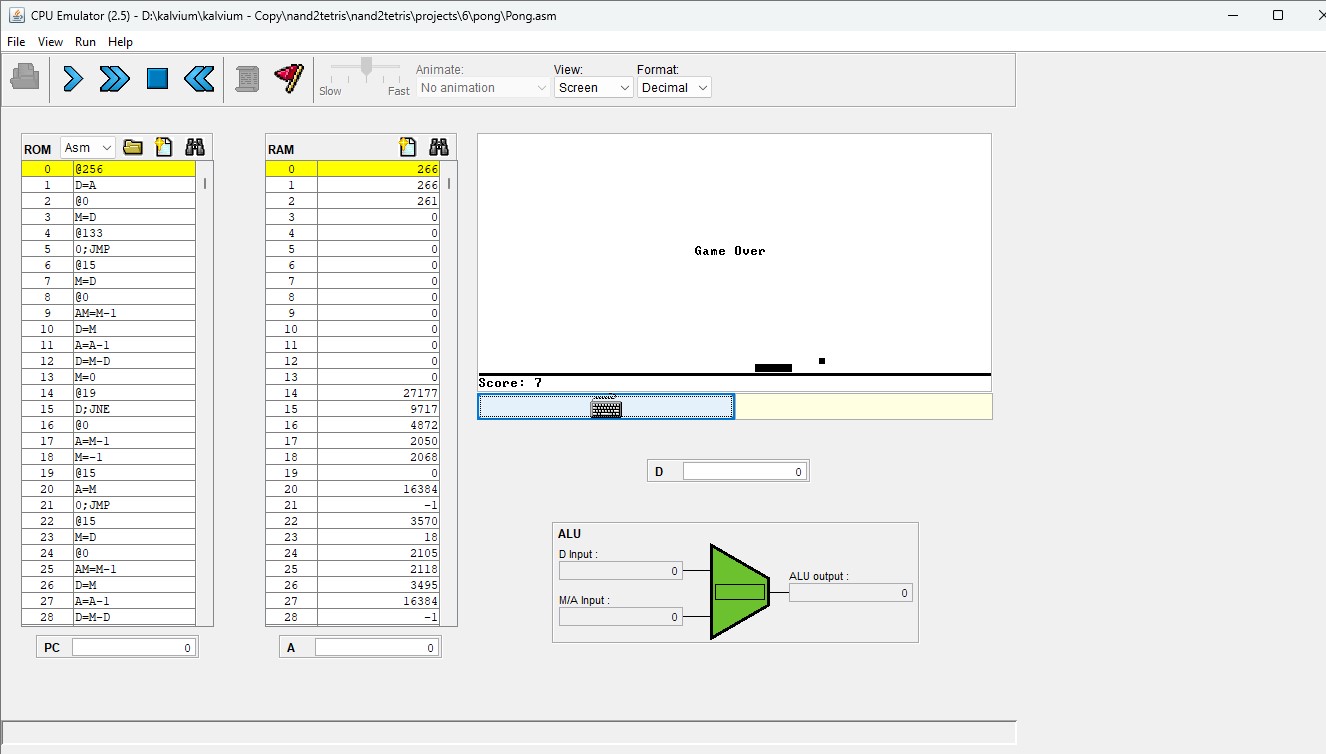 CPU Emulator (2.5) - D:\kalvium\kalvium - Copy\nand2tetris\nand2tetris\projects\6\pong\Pong.asm
File View Run Help
Slow Fast
Animate:
No animation
View:
Screen
Format:
Decimal
ROM Asm
0 @256
1 D=A
2 @0
3 M=D
4 @133
5 0;JMP
6 @15
7 M=D
8 @0
9 AM=M-1
10 D=M
11 A=A-1
12 D=M-D
13 M=0
14 @19
15 D;JNE
16 @0
17 A=M-1
18 M=-1
19 @15
20 A=M
21 0;JMP
22 @15
23 M=D
24 @0
25 AM=M-1
26 D=M
27 A=A-1
28 D=M-D
PC 0
RAM
0 266
1 266
2 261
3 0
4 0
5 0
6 0
7 0
8 0
9 0
10 0
11 0
12 0
13 0
14 27177
15 9717
16 4872
17 2050
18 2068
19 0
20 16384
21 -1
22 3570
23 18
24 2105
25 2118
26 3495
27 16384
28 -1
A 0
Game Over
Score: 7
D 0
ALU
D Input :
0
M/A Input :
0
ALU output :
0